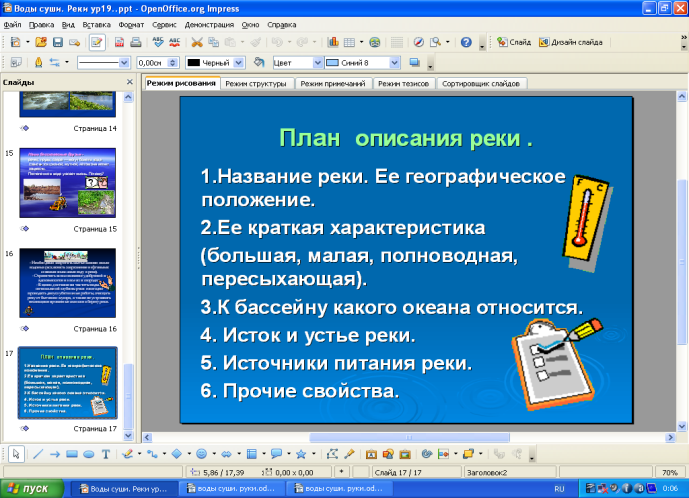 Воды суши. Реки ур19..ppt - OpenOffice.org Impress
Файл Правка Вид Вставка Формат Сервис Демонстрация Окно Справка
Слайд Дизайн слайда
0,00см Черный Цвет Синий 8
Слайды
Режим рисования Режим структуры Режим примечаний Режим тезисов Сортировщик слайдов
Страница 14
15
Страница 15
16
Страница 16
17
Страница 17
План описания реки .
1.Название реки. Ее географическое
положение.
2.Ее краткая характеристика
(большая, малая, полноводная,
пересыхающая).
3.К бассейну какого океана относится.
4. Исток и устье реки.
5. Источники питания реки.
6. Прочие свойства.
F C
5,86 / 17,39 0,00 x 0,00 * Слайд 17 / 17 Заголовок2 70%
пуск Воды суши. Реки ур... воды суши. руки.od... воды суши. руки.od... RU 0:06